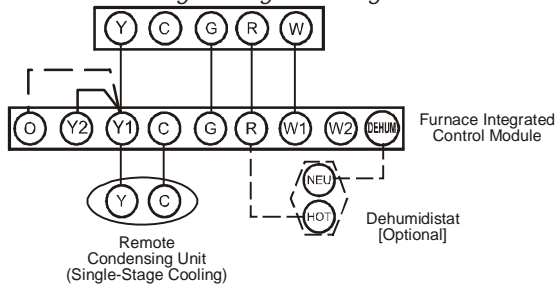 Y C G R W
O Y2 Y1 C G R W1 W2 DEHUM
Furnace Integrated
Control Module
Y C
Remote
Condensing Unit
(Single-Stage Cooling)
NEU
HOT
Dehumidistat
[Optional]